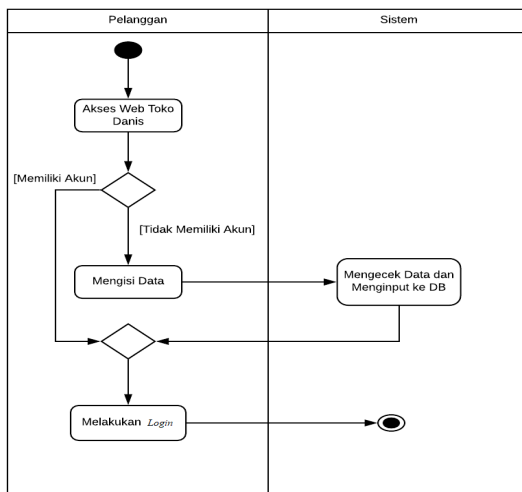 Pelanggan
Sistem
Akses Web Toko
Danis
[Memiliki Akun]
[Tidak Memiliki Akun]
Mengisi Data
Mengecek Data dan
Menginput ke DB
Melakukan Login